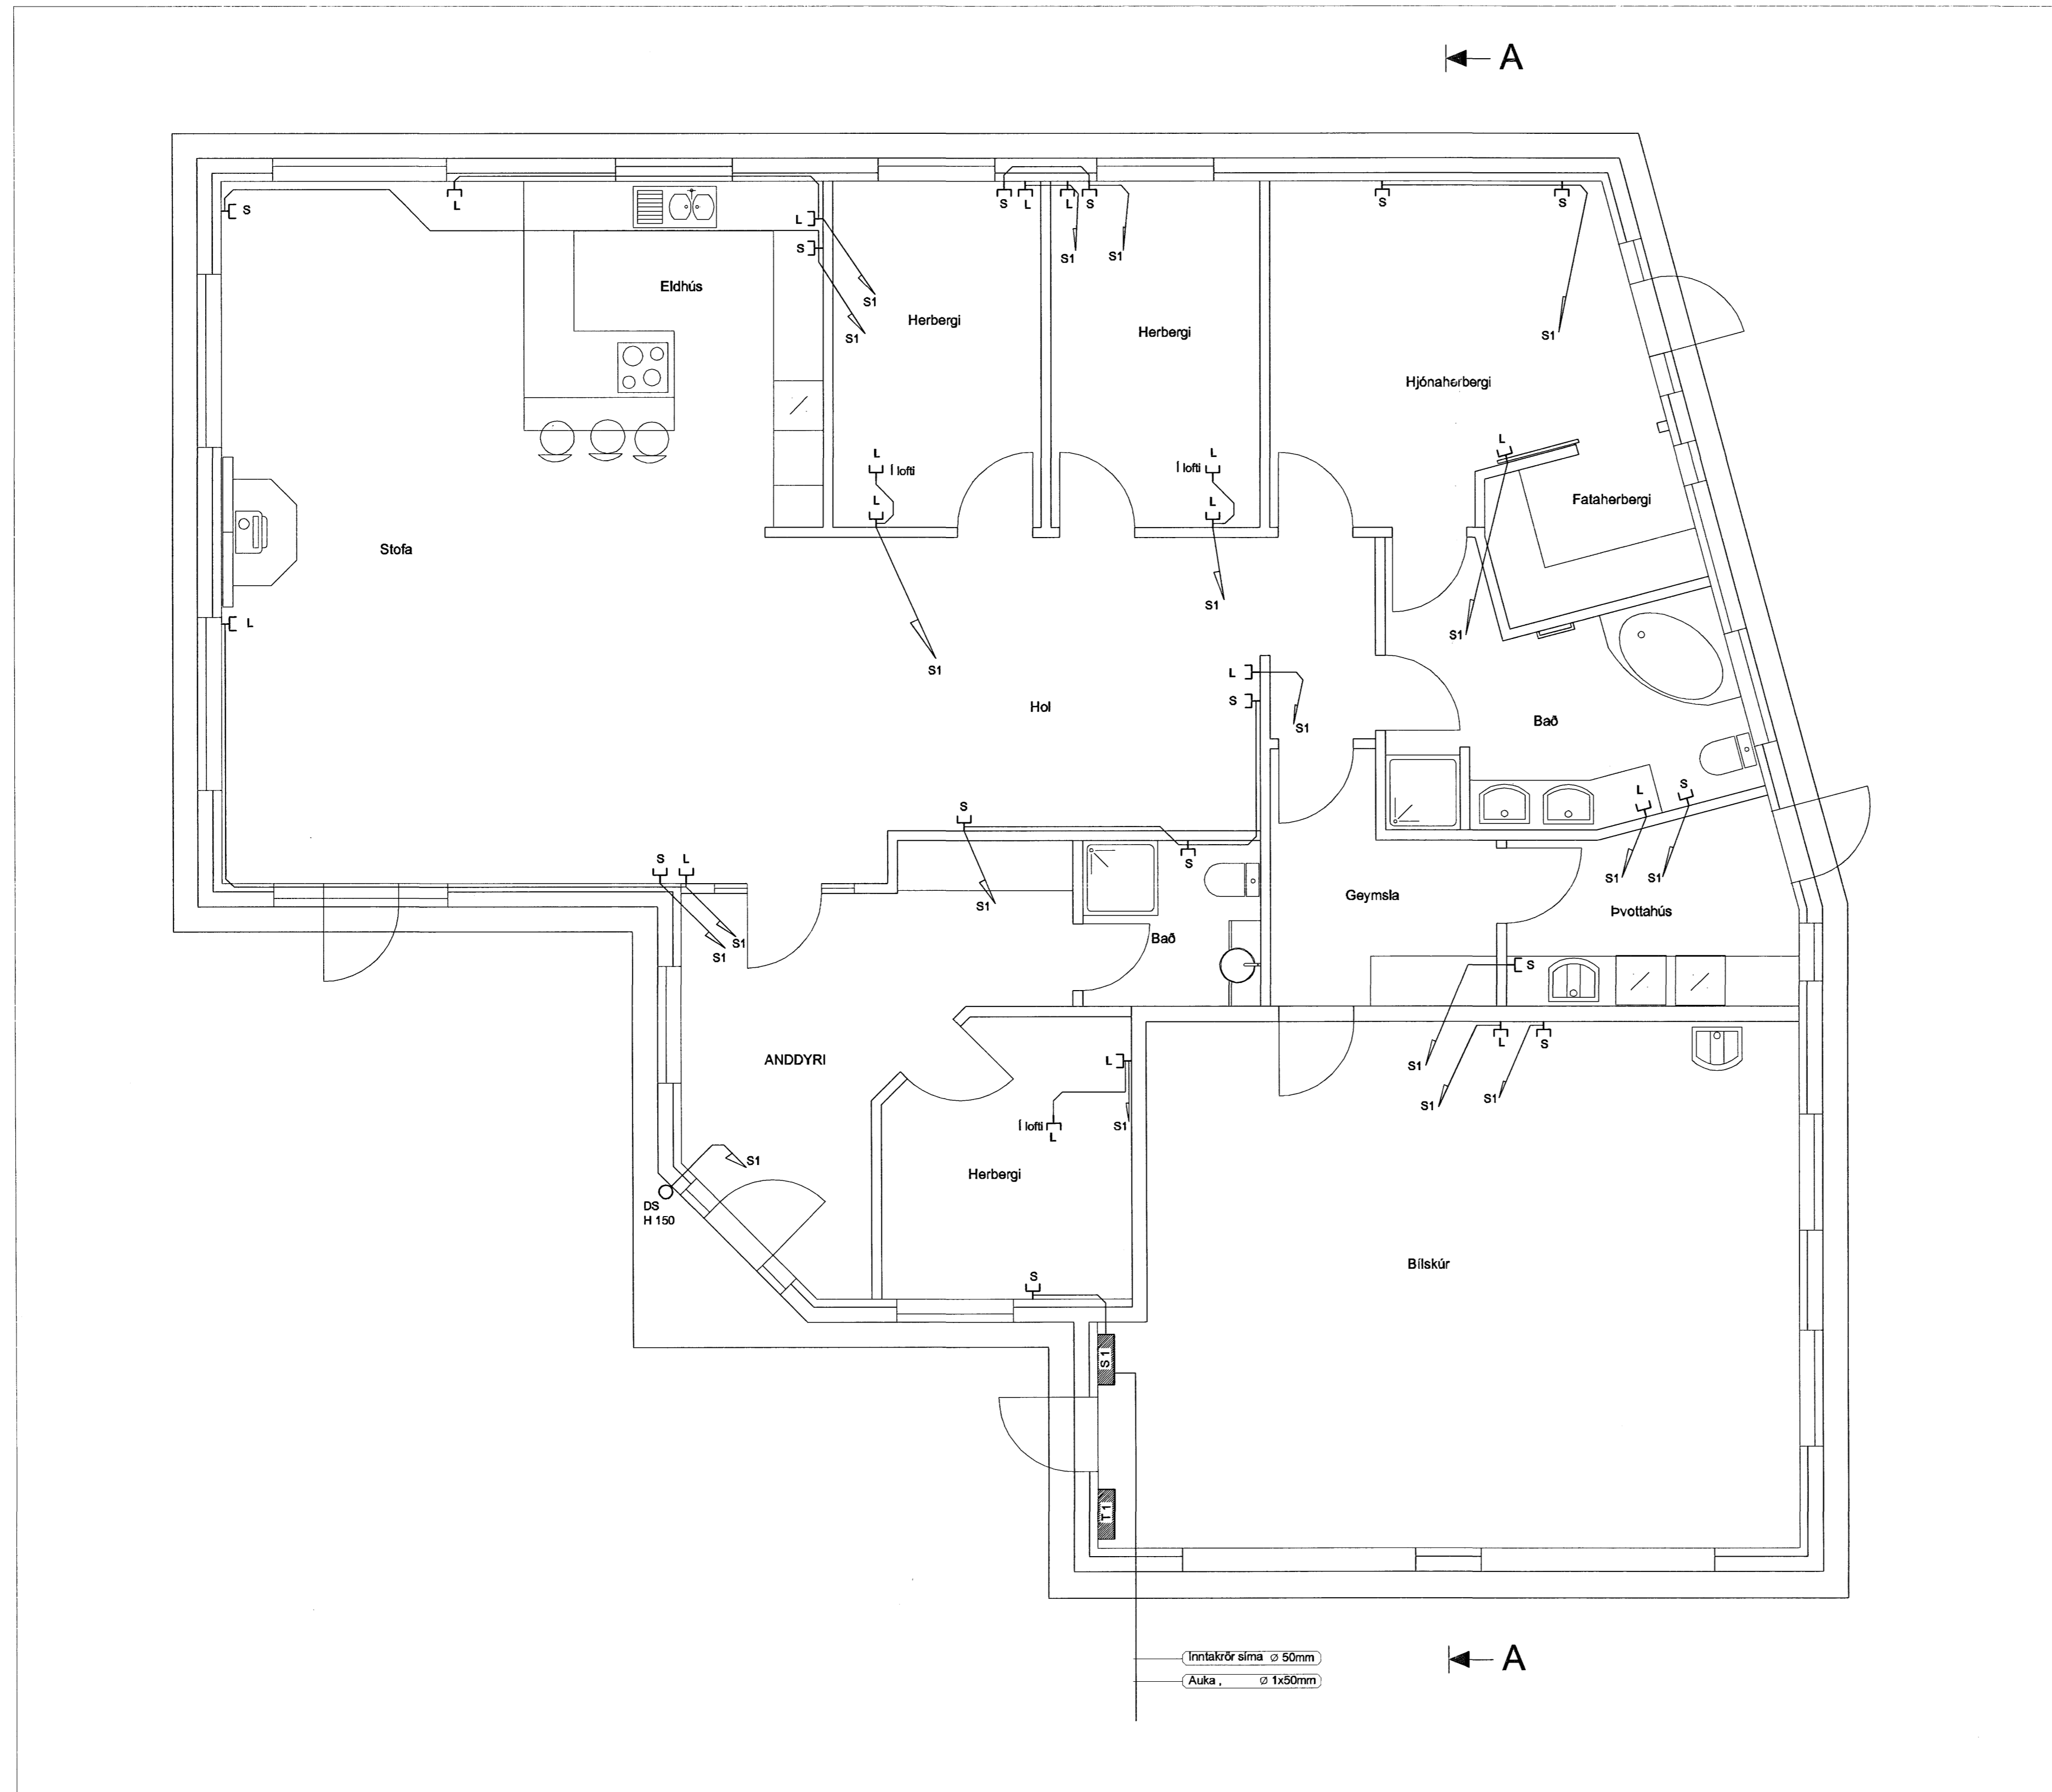 A
S
L
L
S
S
L
L
S
S
S
S1
S1
S1
S1
S1
Eldhús
Herbergi
Herbergi
Hjónaherbergi
L
Í lofti
L
L
Í lofti
L
L
Fataherbergi
Stofa
S1
S1
S1
L
S1
Hol
L
S
S1
Bað
S
L
S
S1
S1
S
S
L
S1
S1
S1
Bað
Geymsla
Þvottahús
S
ANDDYRI
L
Í lofti
L
S1
L
S
S1
S1
S1
S1
DS
H 150
Herbergi
S
Bílskúr
S 1
T 1
Inntakrör síma ⌀ 50mm
Auka , ⌀ 1x50mm
A